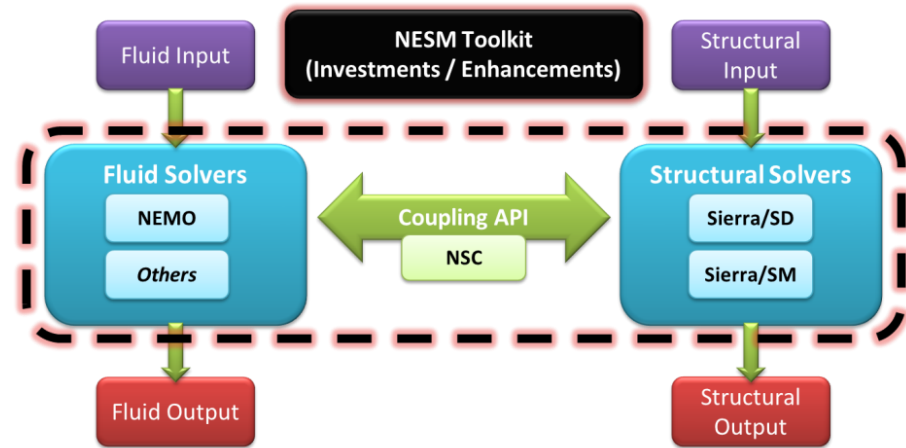 Fluid Input
NESM Toolkit
(Investments / Enhancements)
Structural
Input
Fluid Solvers
NEMO
Others
Coupling API
NSC
Structural Solvers
Sierra/SD
Sierra/SM
Fluid Output
Structural
Output